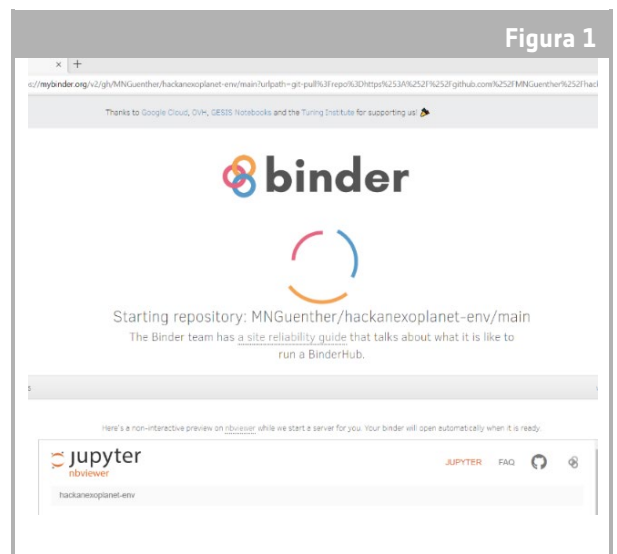 Figura 1
× +
s://mybinder.org/v2/gh/MNGuenther/hackanexoplanet-env/main?urlpath=git-pull%3Frepo%3Dhttps%253A%252F%252Fgithub.com%252FMNGuenther%252Fhack
Thanks to Google Cloud, OVH, GESIS Notebooks and the Turing Institute for supporting us!
binder
Starting repository: MNGuenther/hackanexoplanet-env/main
The Binder team has a site reliability guide that talks about what it is like to
run a BinderHub.
Here's a non-interactive preview on nbviewer while we start a server for you. Your binder will open automatically when it is ready.
jupyter
nbviewer
JUPYTER FAQ
hackanexoplanet-env